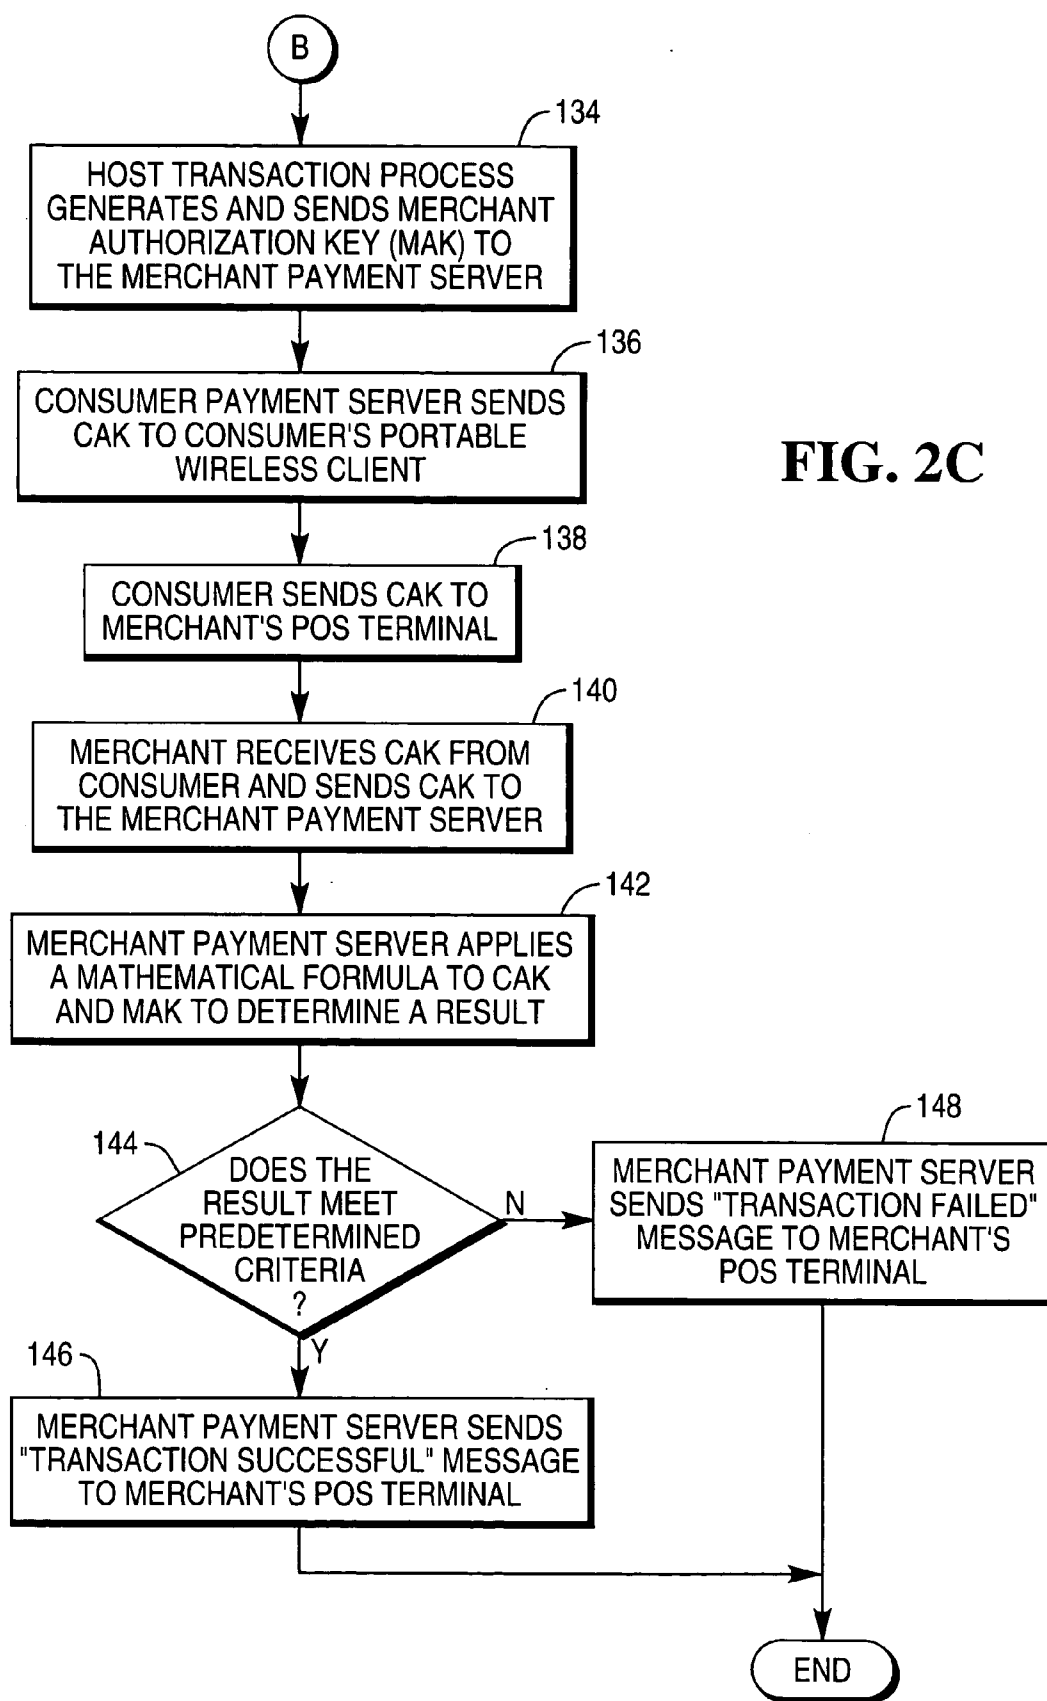 B
134
HOST TRANSACTION PROCESS
GENERATES AND SENDS MERCHANT
AUTHORIZATION KEY (MAK) TO
THE MERCHANT PAYMENT SERVER
136
CONSUMER PAYMENT SERVER SENDS
CAK TO CONSUMER'S PORTABLE
WIRELESS CLIENT
FIG. 2C
138
CONSUMER SENDS CAK TO
MERCHANT'S POS TERMINAL
140
MERCHANT RECEIVES CAK FROM
CONSUMER AND SENDS CAK TO
THE MERCHANT PAYMENT SERVER
142
MERCHANT PAYMENT SERVER APPLIES
A MATHEMATICAL FORMULA TO CAK
AND MAK TO DETERMINE A RESULT
144
DOES THE
RESULT MEET
PREDETERMINED
CRITERIA
?
N
148
MERCHANT PAYMENT SERVER
SENDS "TRANSACTION FAILED"
MESSAGE TO MERCHANT'S
POS TERMINAL
Y
146
MERCHANT PAYMENT SERVER SENDS
"TRANSACTION SUCCESSFUL" MESSAGE
TO MERCHANT'S POS TERMINAL
END